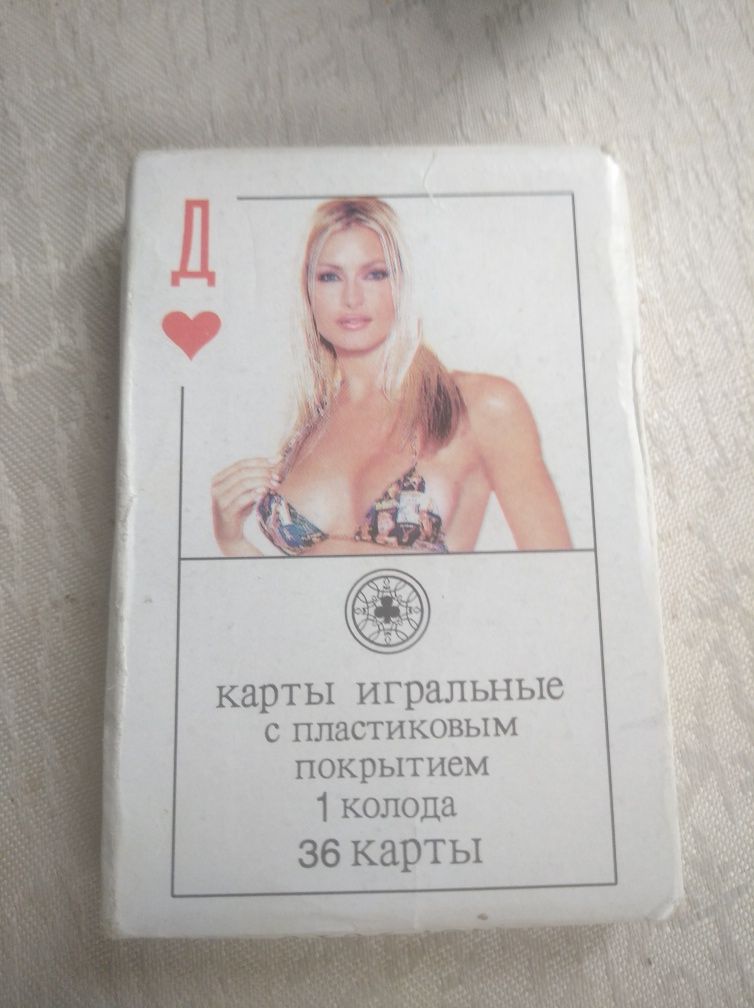 Д
карты игральные
с пластиковым
покрытием
1 колода
36 карты